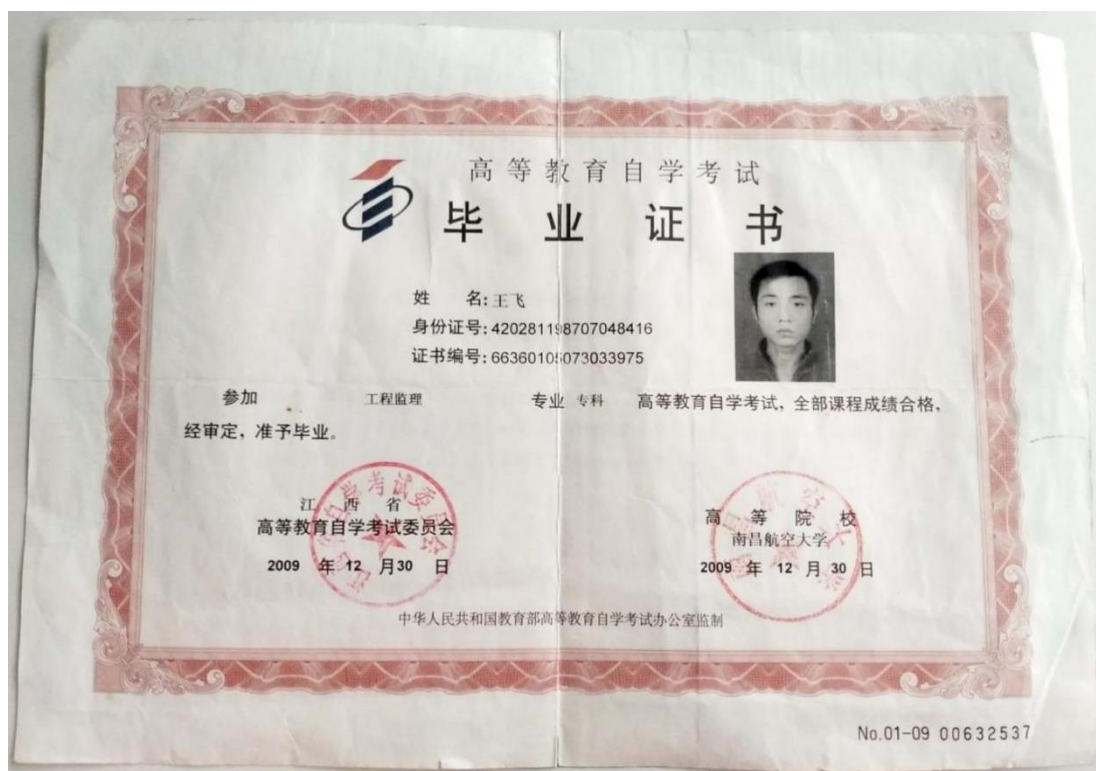 高等教育自学考试
毕业证书
姓 名:王飞
身份证号:420281198707048416
证书编号:66360105073033975
参加 工程监理 专业 专科 高等教育自学考试，全部课程成绩合格，
经审定，准予毕业。
江西省
高等教育自学考试委员会
2009 年 12 月 30 日
高等院校
南昌航空大学
2009 年 12 月 30 日
中华人民共和国教育部高等教育自学考试办公室监制
No.01-09 00632537